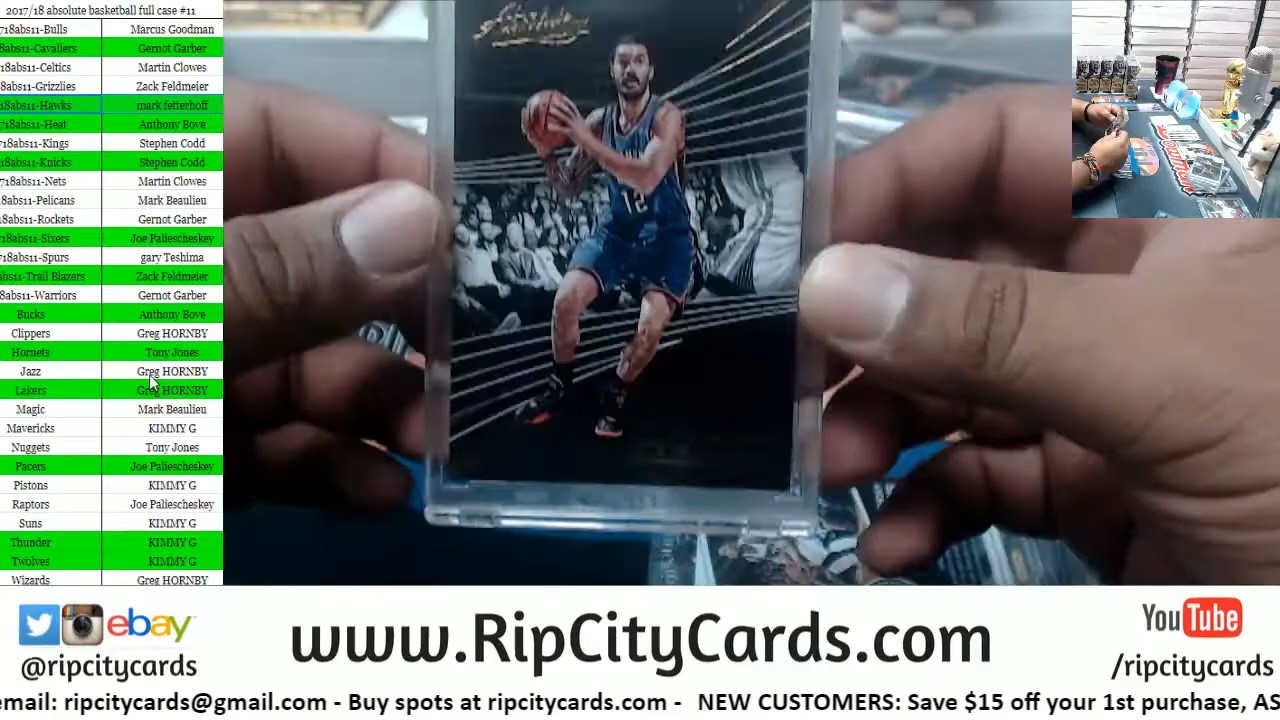 2017/18 absolute basketball full case #11
718abs11-Bulls Marcus Goodman
8abs11-Cavaliers Gernot Garber
18abs11-Celtics Martin Clowes
8abs11-Grizzlies Zack Feldmeier
18abs11-Hawks mark fetterhoff
718abs11-Heat Anthony Bove
718abs11-Kings Stephen Codd
18abs11-Knicks Stephen Codd
718abs11-Nets Martin Clowes
18abs11-Pelicans Mark Beaulieu
18abs11-Rockets Gernot Garber
18abs11-Sixers Joe Paliescheskey
718abs11-Spurs gary Teshima
abs11-Trail Blazers Zack Feldmeier
8abs11-Warriors Gernot Garber
Bucks Anthony Bove
Clippers Greg HORNBY
Hornets Tony Jones
Jazz Greg HORNBY
Lakers Greg HORNBY
Magic Mark Beaulieu
Mavericks KIMMY G
Nuggets Tony Jones
Pacers Joe Paliescheskey
Pistons KIMMY G
Raptors Joe Paliescheskey
Suns KIMMY G
Thunder KIMMY G
Twolves KIMMY G
Wizards Greg HORNBY
Absolute
12
ebay
@ripcitycards
www.RipCityCards.com
YouTube
/ripcitycards
email: ripcitycards@gmail.com - Buy spots at ripcitycards.com - NEW CUSTOMERS: Save $15 off your 1st purchase, AS